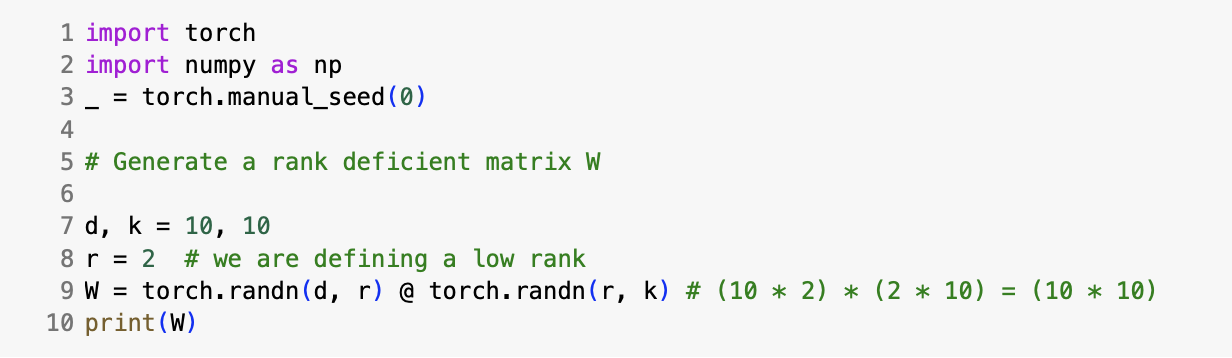 1 import torch
2 import numpy as np
3 _ = torch.manual_seed(0)
4
5 # Generate a rank deficient matrix W
6
7 d, k = 10, 10
8 r = 2  # we are defining a low rank
9 W = torch.randn(d, r) @ torch.randn(r, k) # (10 * 2) * (2 * 10) = (10 * 10)
10 print(W)